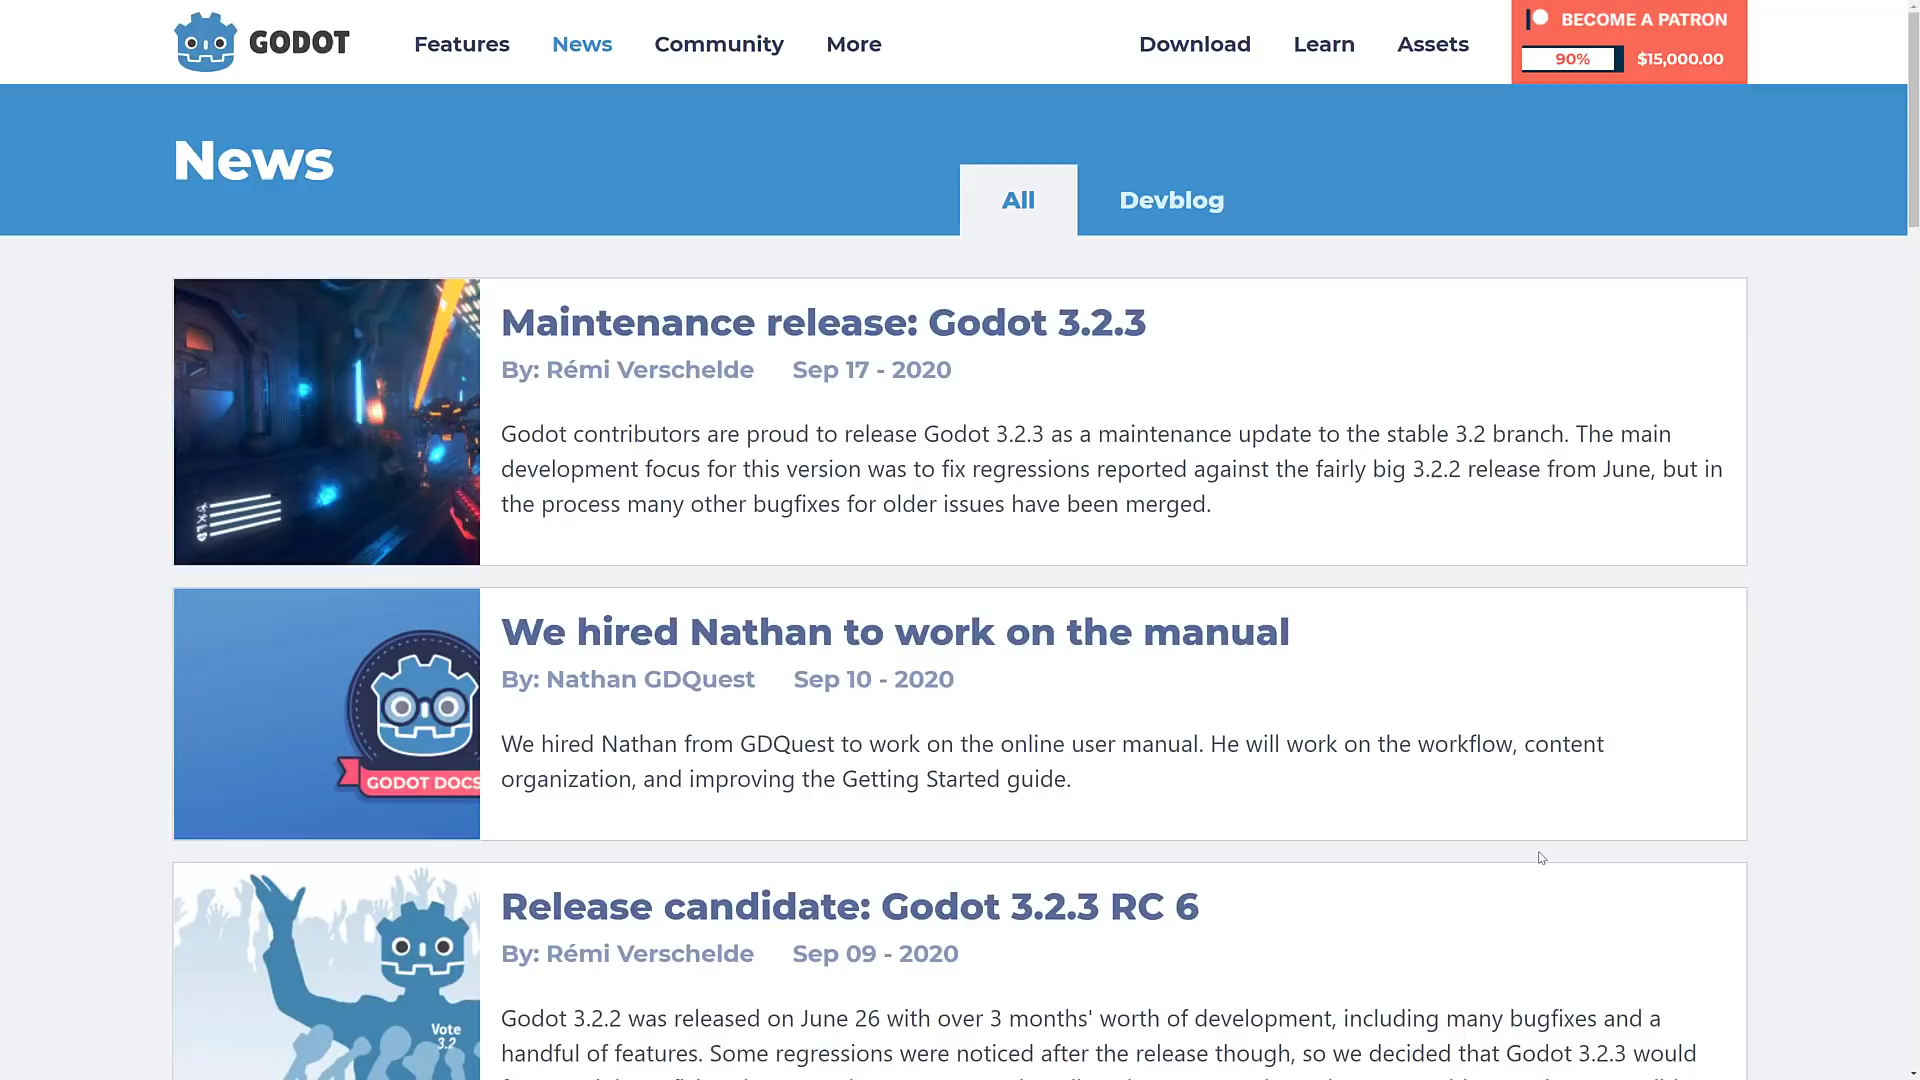 GODOT
Features
News
Community
More
Download
Learn
Assets
BECOME A PATRON
90%
$15,000.00
News
All
Devblog
Maintenance release: Godot 3.2.3
By: Rémi Verschelde Sep 17 - 2020
Godot contributors are proud to release Godot 3.2.3 as a maintenance update to the stable 3.2 branch. The main
development focus for this version was to fix regressions reported against the fairly big 3.2.2 release from June, but in
the process many other bugfixes for older issues have been merged.
GODOT DOCS
We hired Nathan to work on the manual
By: Nathan GDQuest Sep 10 - 2020
We hired Nathan from GDQuest to work on the online user manual. He will work on the workflow, content
organization, and improving the Getting Started guide.
Vote
3.2
Release candidate: Godot 3.2.3 RC 6
By: Rémi Verschelde Sep 09 - 2020
Godot 3.2.2 was released on June 26 with over 3 months' worth of development, including many bugfixes and a
handful of features. Some regressions were noticed after the release though, so we decided that Godot 3.2.3 would